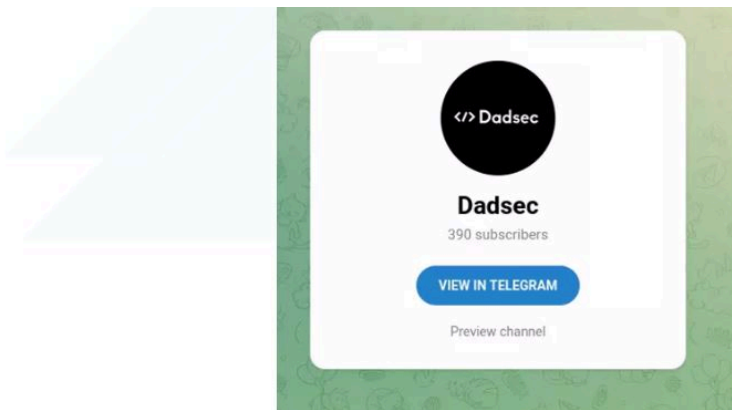 </> Dadsec
Dadsec
390 subscribers
VIEW IN TELEGRAM
Preview channel